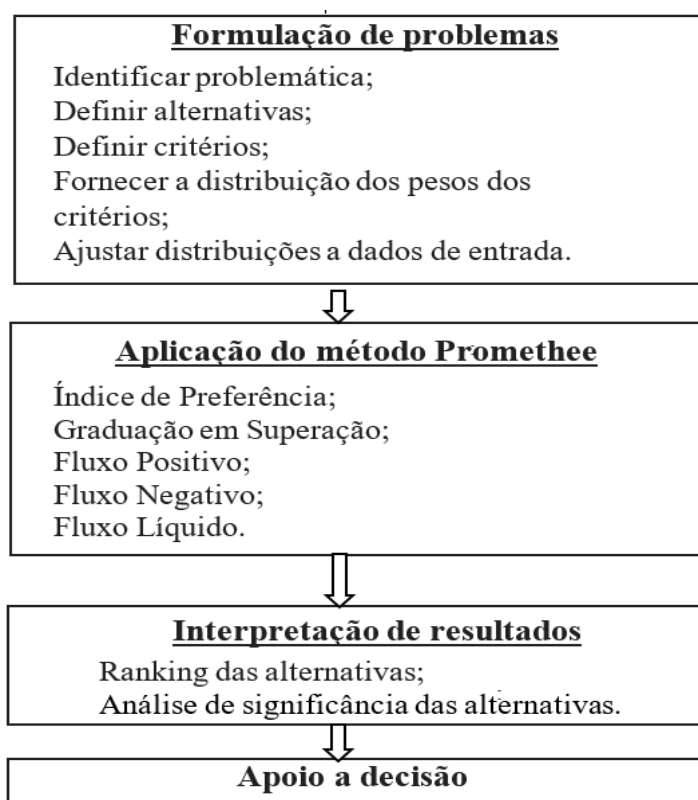 Formulação de problemas
Identificar problemática;
Definir alternativas;
Definir critérios;
Fornecer a distribuição dos pesos dos
critérios;
Ajustar distribuições a dados de entrada.
Aplicação do método Promethee
Índice de Preferência;
Graduação em Superação;
Fluxo Positivo;
Fluxo Negativo;
Fluxo Líquido.
Interpretação de resultados
Ranking das alternativas;
Análise de significância das alternativas.
Apoio a decisão